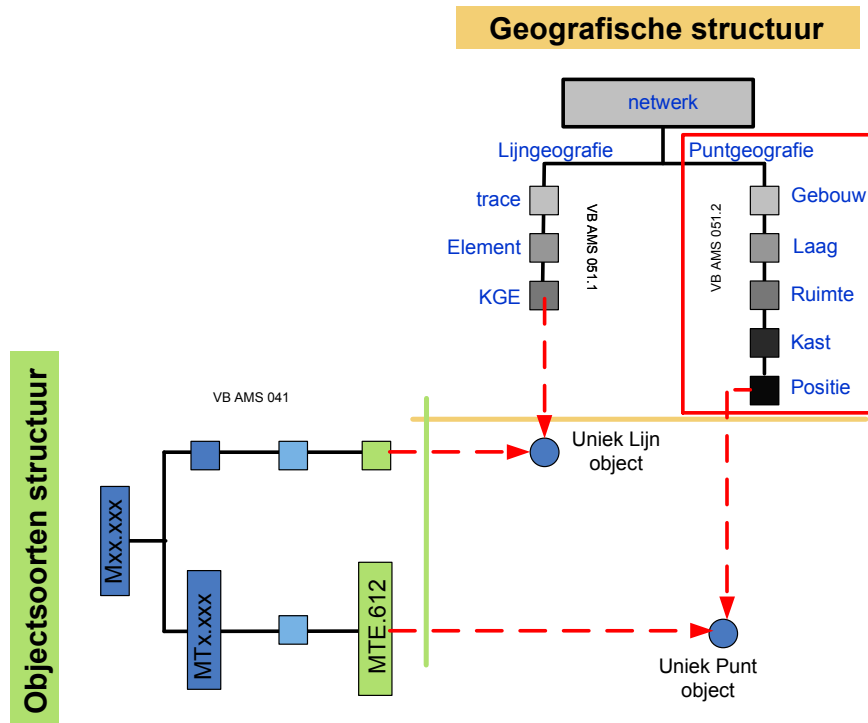 Geografische structuur
netwerk
Lijngeografie
Puntgeografie
trace
Element
KGE
VB AMS 051.1
VB AMS 051.2
Gebouw
Laag
Ruimte
Kast
Positie
Objectsoorten structuur
VB AMS 041
Mxx.xxx
MTx.xxx
MTE.612
Uniek Lijn
object
Uniek Punt
object